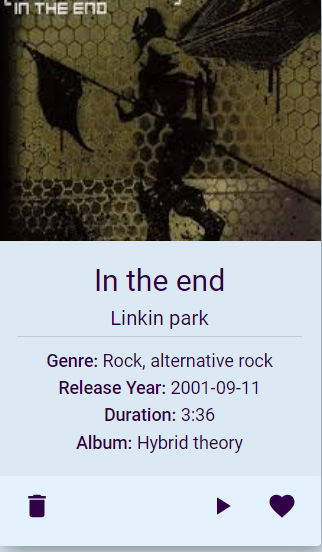 IN THE END
In the end
Linkin park
Genre: Rock, alternative rock
Release Year: 2001-09-11
Duration: 3:36
Album: Hybrid theory